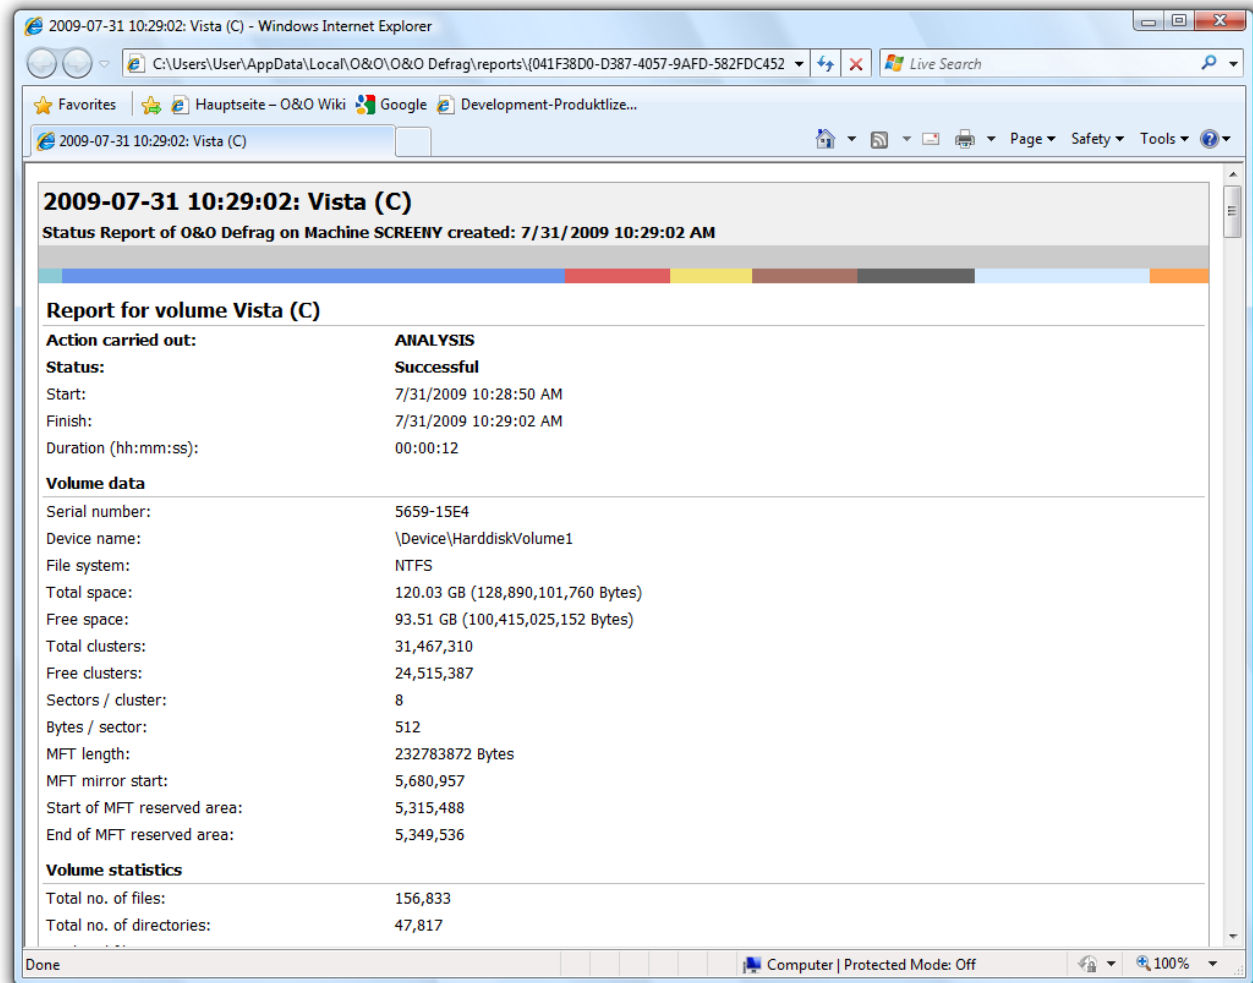 2009-07-31 10:29:02: Vista (C) - Windows Internet Explorer
C:\Users\User\AppData\Local\O&O\O&O Defrag\reports\{041F38D0-D387-4057-9AFD-582FDC452 Live Search
Favorites Hauptseite – O&O Wiki Google Development-Produktlize...
2009-07-31 10:29:02: Vista (C) Page Safety Tools
2009-07-31 10:29:02: Vista (C)
Status Report of O&O Defrag on Machine SCREENY created: 7/31/2009 10:29:02 AM
Report for volume Vista (C)
Action carried out: ANALYSIS
Status: Successful
Start: 7/31/2009 10:28:50 AM
Finish: 7/31/2009 10:29:02 AM
Duration (hh:mm:ss): 00:00:12
Volume data
Serial number: 5659-15E4
Device name: \Device\HarddiskVolume1
File system: NTFS
Total space: 120.03 GB (128,890,101,760 Bytes)
Free space: 93.51 GB (100,415,025,152 Bytes)
Total clusters: 31,467,310
Free clusters: 24,515,387
Sectors / cluster: 8
Bytes / sector: 512
MFT length: 232783872 Bytes
MFT mirror start: 5,680,957
Start of MFT reserved area: 5,315,488
End of MFT reserved area: 5,349,536
Volume statistics
Total no. of files: 156,833
Total no. of directories: 47,817
Done Computer | Protected Mode: Off 100%